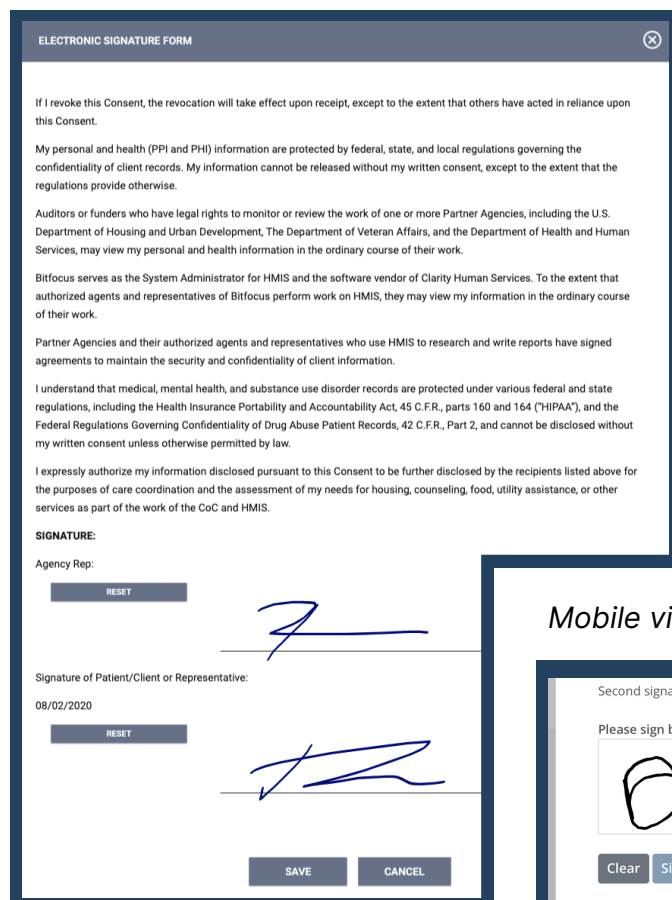 ELECTRONIC SIGNATURE FORM
If I revoke this Consent, the revocation will take effect upon receipt, except to the extent that others have acted in reliance upon
this Consent.
My personal and health (PPI and PHI) information are protected by federal, state, and local regulations governing the
confidentiality of client records. My information cannot be released without my written consent, except to the extent that the
regulations provide otherwise.
Auditors or funders who have legal rights to monitor or review the work of one or more Partner Agencies, including the U.S.
Department of Housing and Urban Development, The Department of Veteran Affairs, and the Department of Health and Human
Services, may view my personal and health information in the ordinary course of their work.
Bitfocus serves as the System Administrator for HMIS and the software vendor of Clarity Human Services. To the extent that
authorized agents and representatives of Bitfocus perform work on HMIS, they may view my information in the ordinary course
of their work.
Partner Agencies and their authorized agents and representatives who use HMIS to research and write reports have signed
agreements to maintain the security and confidentiality of client information.
I understand that medical, mental health, and substance use disorder records are protected under various federal and state
regulations, including the Health Insurance Portability and Accountability Act, 45 C.F.R., parts 160 and 164 ("HIPAA"), and the
Federal Regulations Governing Confidentiality of Drug Abuse Patient Records, 42 C.F.R., Part 2, and cannot be disclosed without
my written consent unless otherwise permitted by law.
I expressly authorize my information disclosed pursuant to this Consent to be further disclosed by the recipients listed above for
the purposes of care coordination and the assessment of my needs for housing, counseling, food, utility assistance, or other
services as part of the work of the CoC and HMIS.
SIGNATURE:
Agency Rep:
RESET
Signature of Patient/Client or Representative:
08/02/2020
RESET
SAVE CANCEL
Mobile
Second
Please sign
Clear